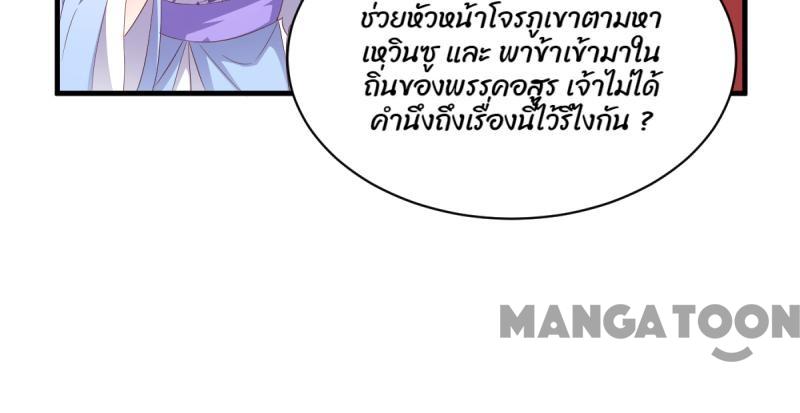 ช่วยหัวหน้าโจรภูเขาตามหา
เหวินซู และ พาข้าเข้ามาใน
ถิ่นของพรรคอสูร เจ้าไม่ได้
คำนึงถึงเรื่องนี้ไว้รึไงกัน ?
MANGATOON